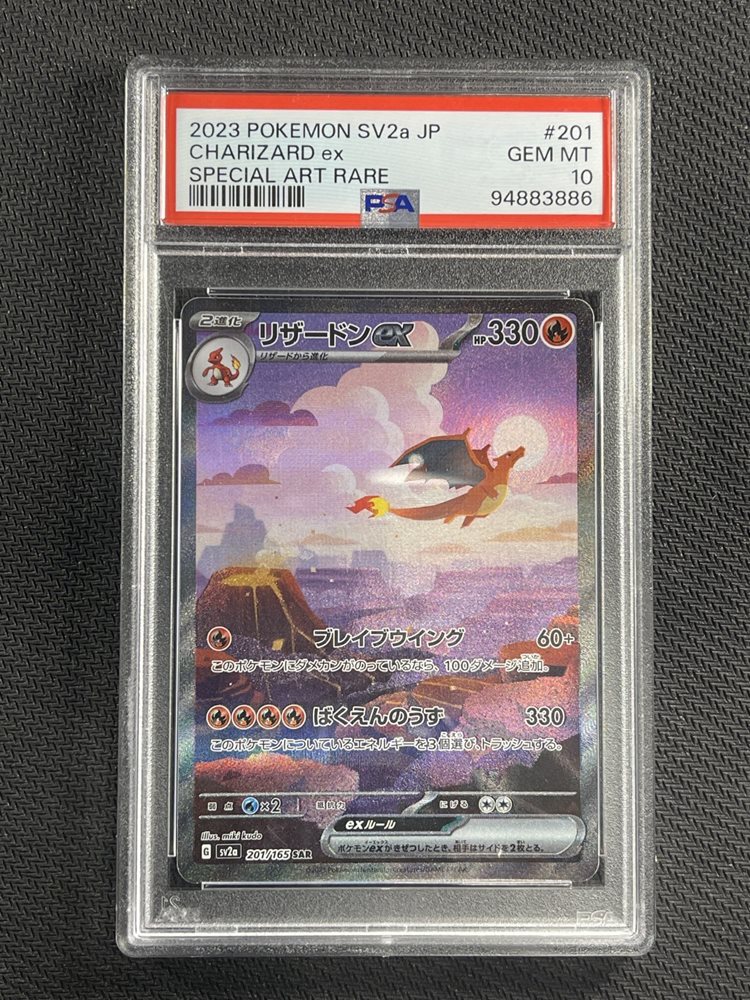 2023 POKEMON SV2a JP #201
CHARIZARD ex GEM MT
SPECIAL ART RARE 10
PSA 94883886
2進化 リザードンex HP330
リザードから進化
ブレイブウイング 60+
このポケモンにダメカンがのっているなら、100ダメージ追加。
ばくえんのうず 330
このポケモンについているエネルギーを3個選び、トラッシュする。
弱点 ×2 抵抗力 にげる
exルール
ポケモンexがきぜつしたとき、相手はサイドを2枚とる。
Illus. miki kudo
G sv2a 201/165 SAR